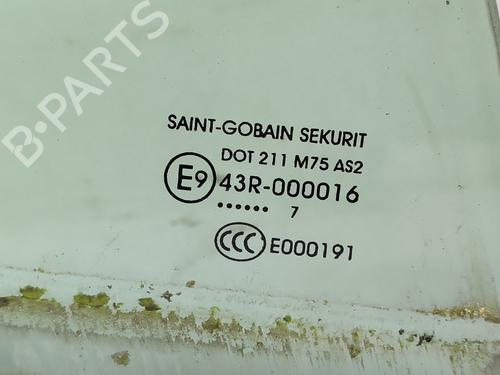 B-PARTS
SAINT-GOBAIN SEKURIT
DOT 211 M75 AS2
E9 43R-000016
...... 7
CCC E000191